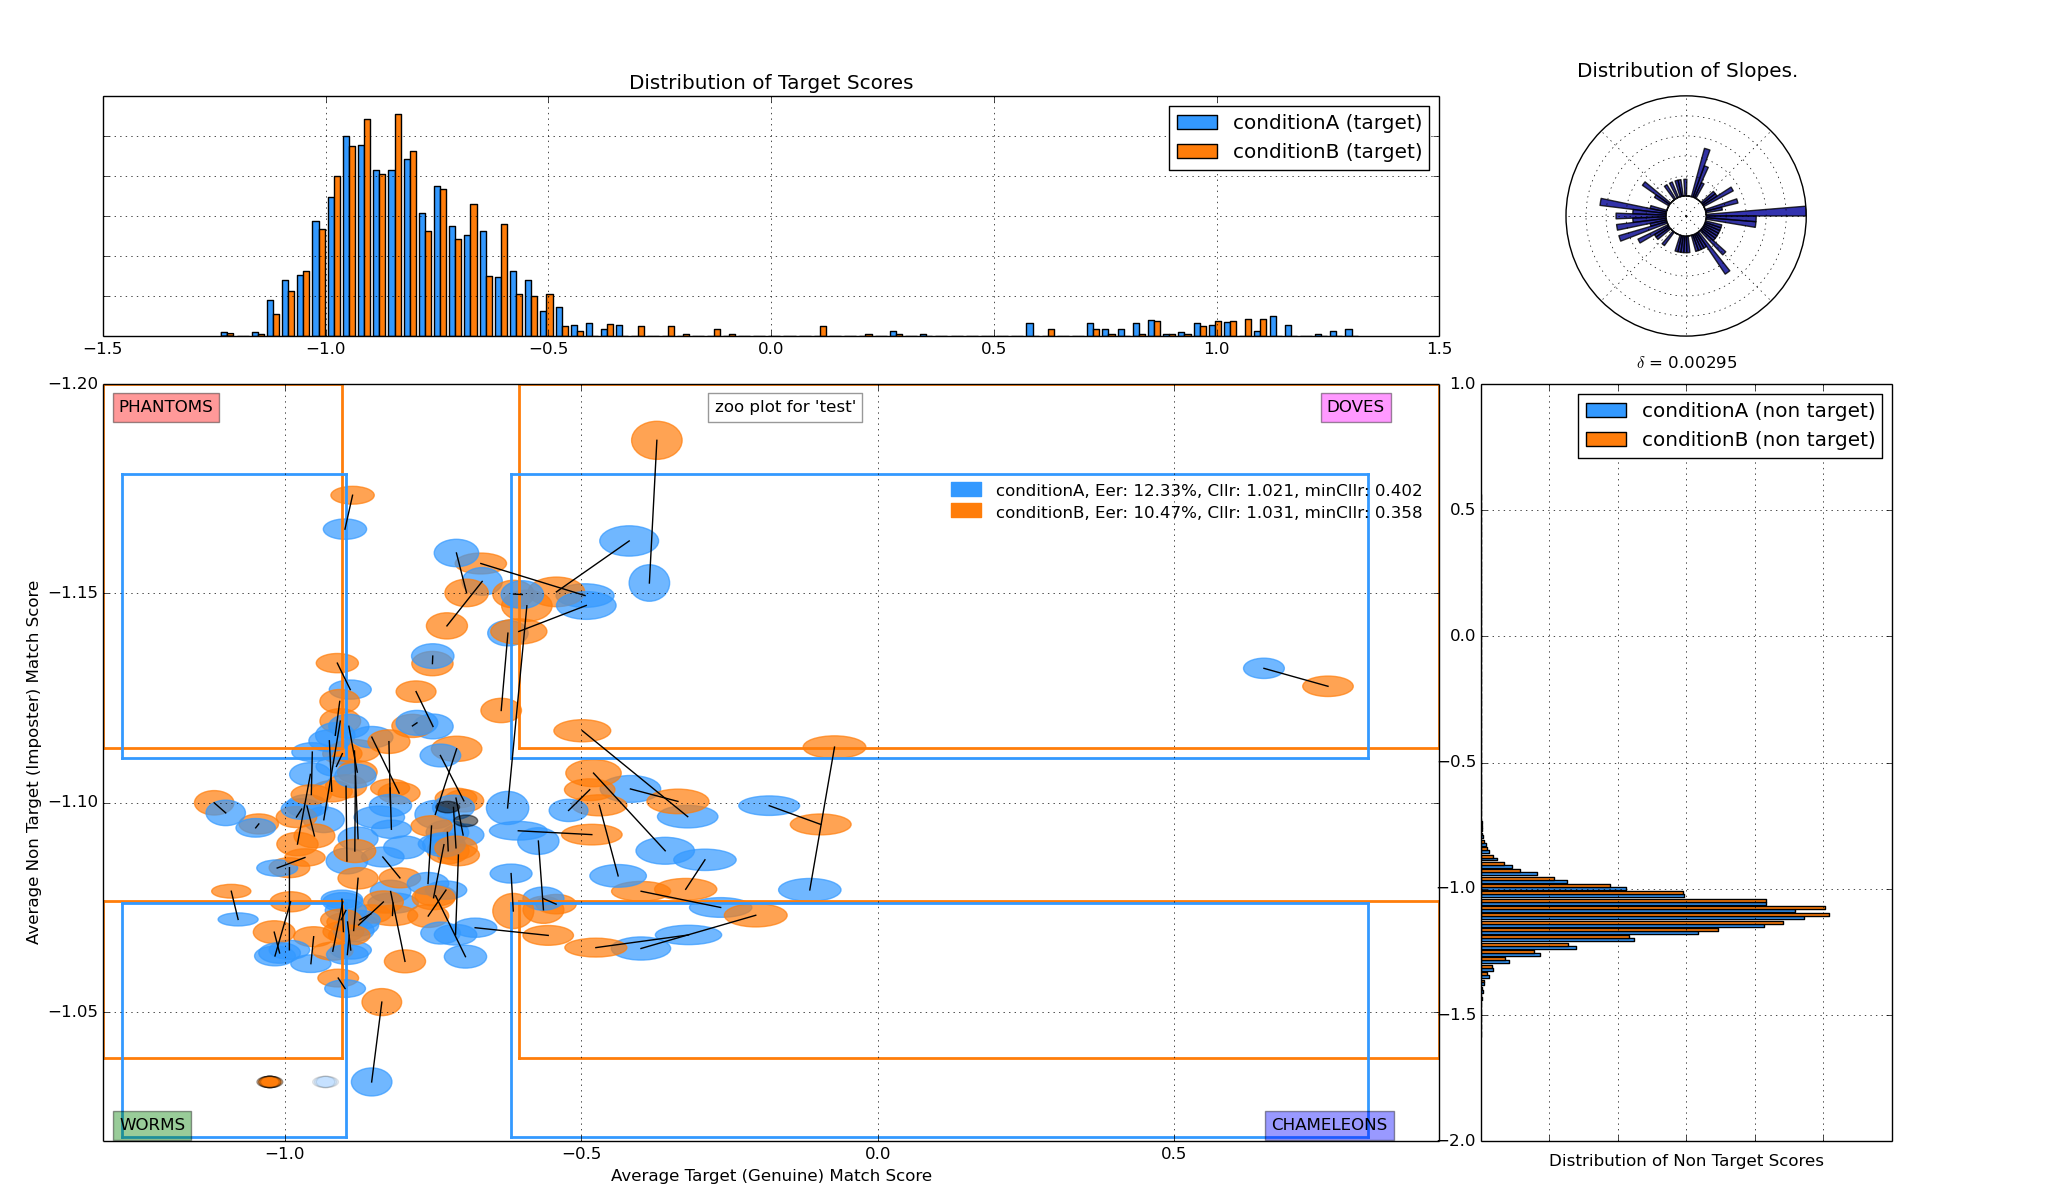 Distribution of Target Scores
Distribution of Slopes.
conditionA (target)
conditionB (target)
−1.5 −1.0 −0.5 0.0 0.5 1.0 1.5
δ = 0.00295
PHANTOMS
zoo plot for 'test'
DOVES
conditionA, Eer: 12.33%, Cllr: 1.021, minCllr: 0.402
conditionB, Eer: 10.47%, Cllr: 1.031, minCllr: 0.358
WORMS
CHAMELEONS
−1.20
−1.15
−1.10
−1.05
Average Non Target (Imposter) Match Score
−1.0 −0.5 0.0 0.5
Average Target (Genuine) Match Score
conditionA (non target)
conditionB (non target)
1.0
0.5
0.0
−0.5
−1.0
−1.5
−2.0
Distribution of Non Target Scores